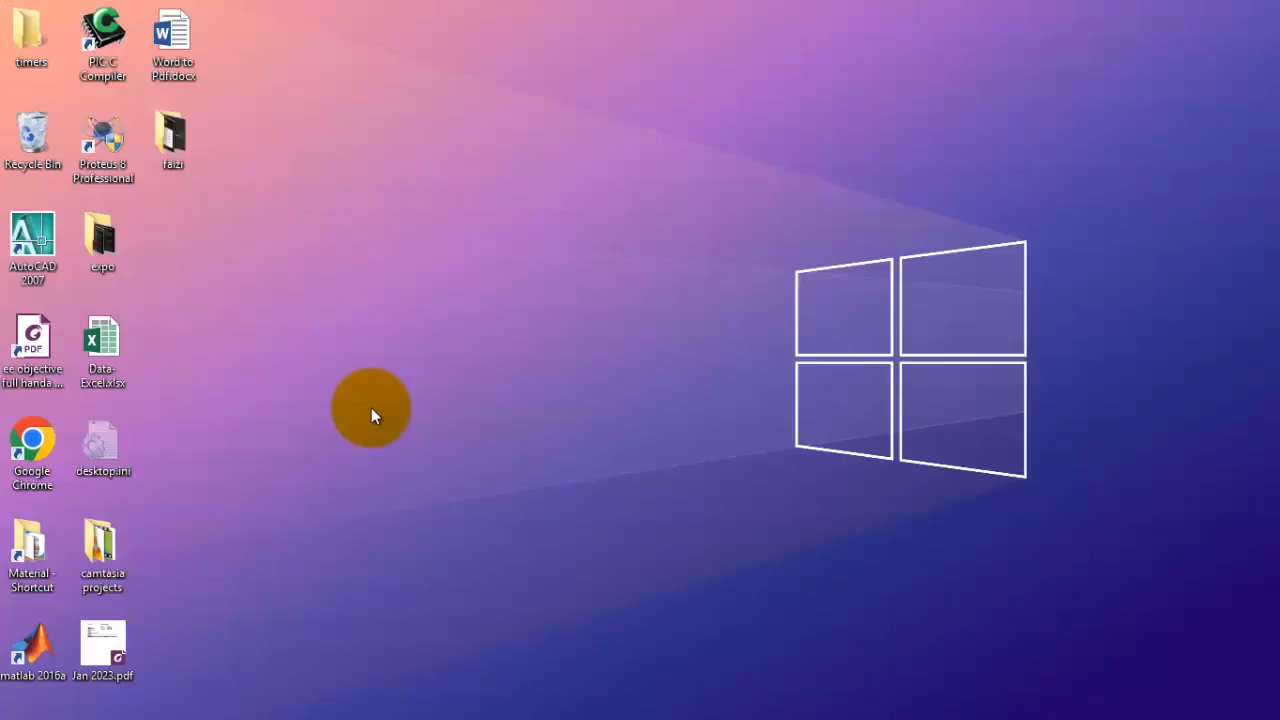 timers
PIC C
Compiler
Word to
Pdf.docx
Recycle Bin
Proteus 8
Professional
faizi
AutoCAD
2007
expo
PDF
ee objective
full handa ...
Data-
Excel.xlsx
Google
Chrome
desktop.ini
Material -
Shortcut
camtasia
projects
matlab 2016a
Jan 2023.pdf